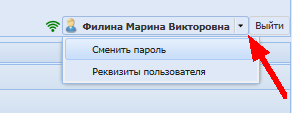 Филина Марина Викторовна Выйти
Сменить пароль
Реквизиты пользователя